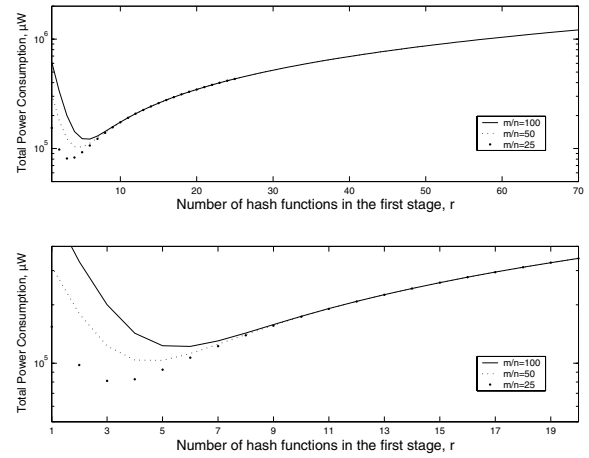 Total Power Consumption, μW
10^6
10^5
10 20 30 40 50 60 70
Number of hash functions in the first stage, r
m/n=100
m/n=50
m/n=25
Total Power Consumption, μW
10^5
1 3 5 7 9 11 13 15 17 19
Number of hash functions in the first stage, r
m/n=100
m/n=50
m/n=25